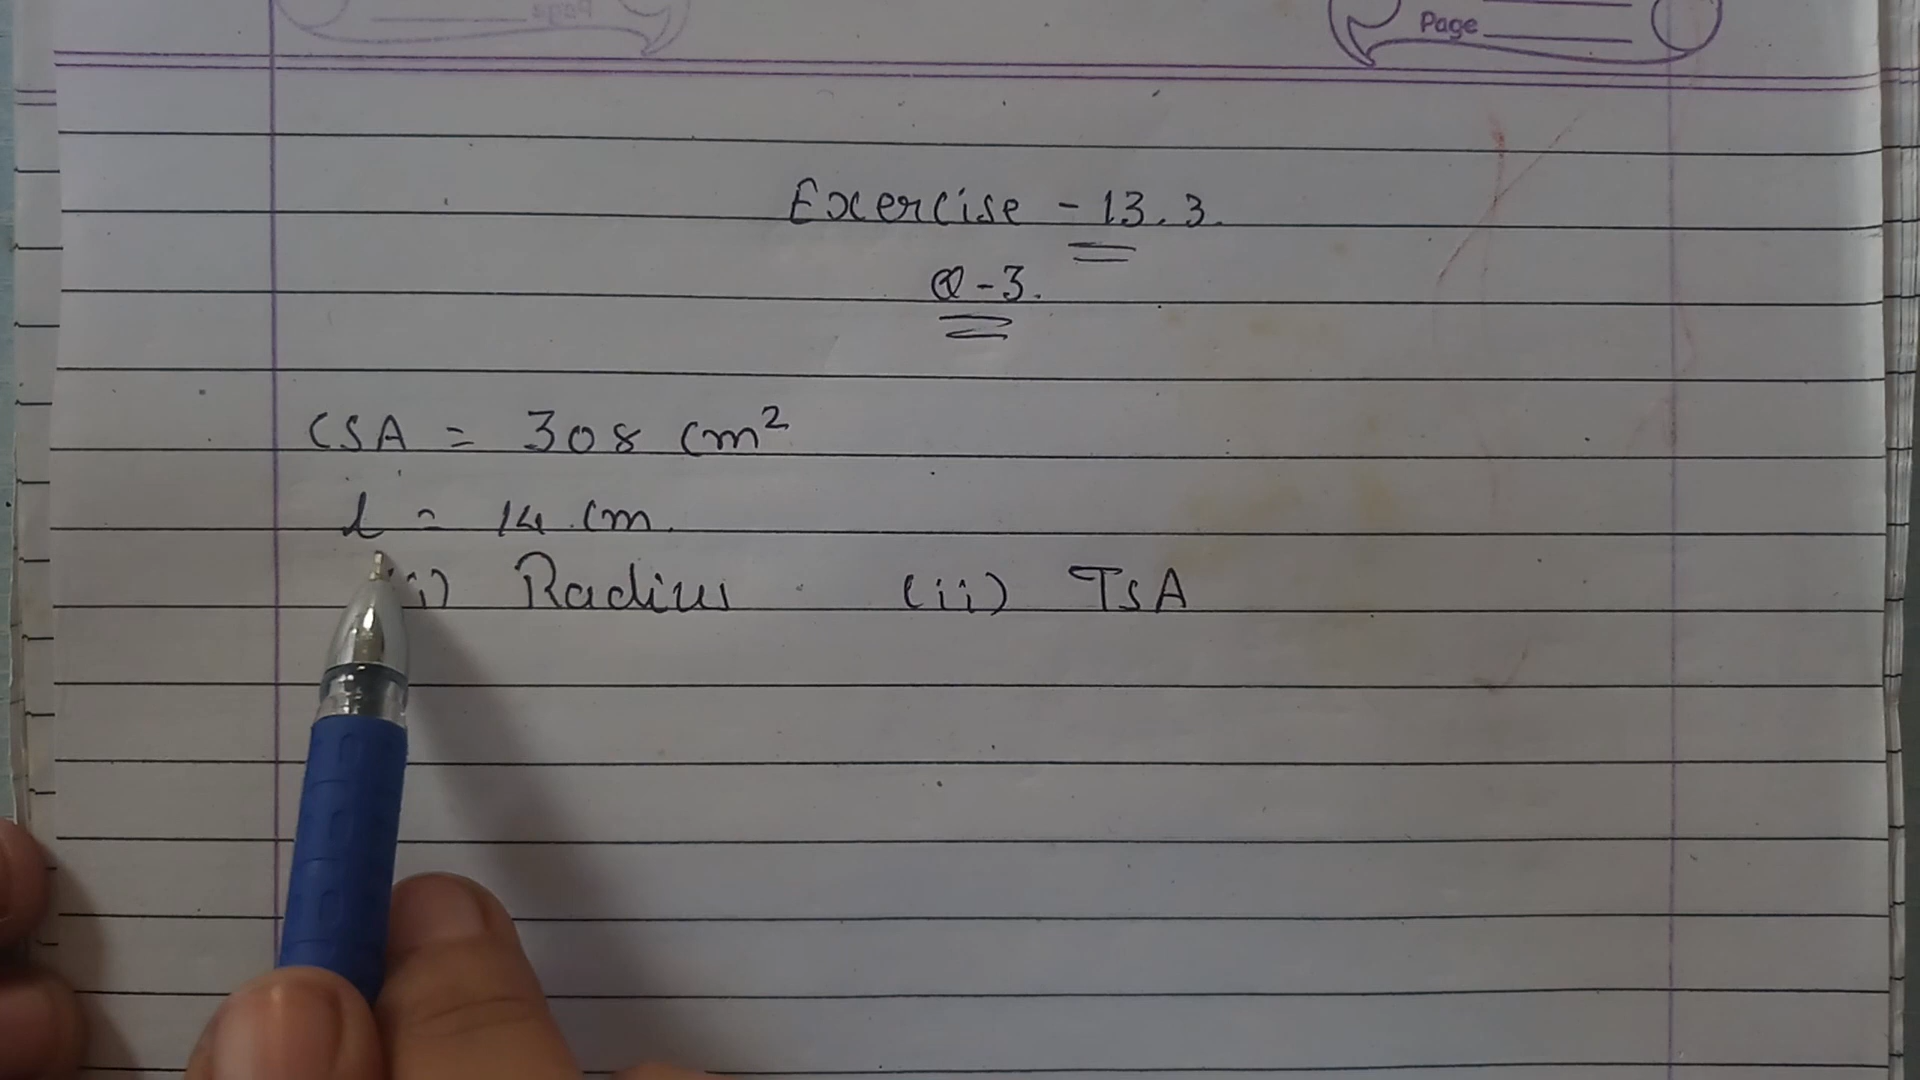 Page
Exercise - 13.3.
Q-3.
CSA = 308 cm²
l = 14 cm.
(i) Radius (ii) TSA